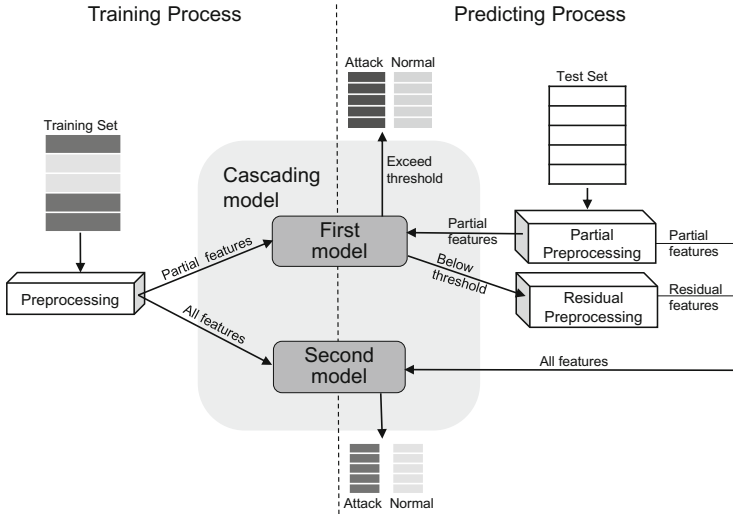 Training Process
Predicting Process
Attack Normal
Test Set
Training Set
Exceed
threshold
Cascading
model
First
model
Partial
features
Partial
Preprocessing
Partial
features
Partial features
Below
threshold
Preprocessing
Residual
Preprocessing
Residual
features
All features
Second
model
All features
Attack Normal